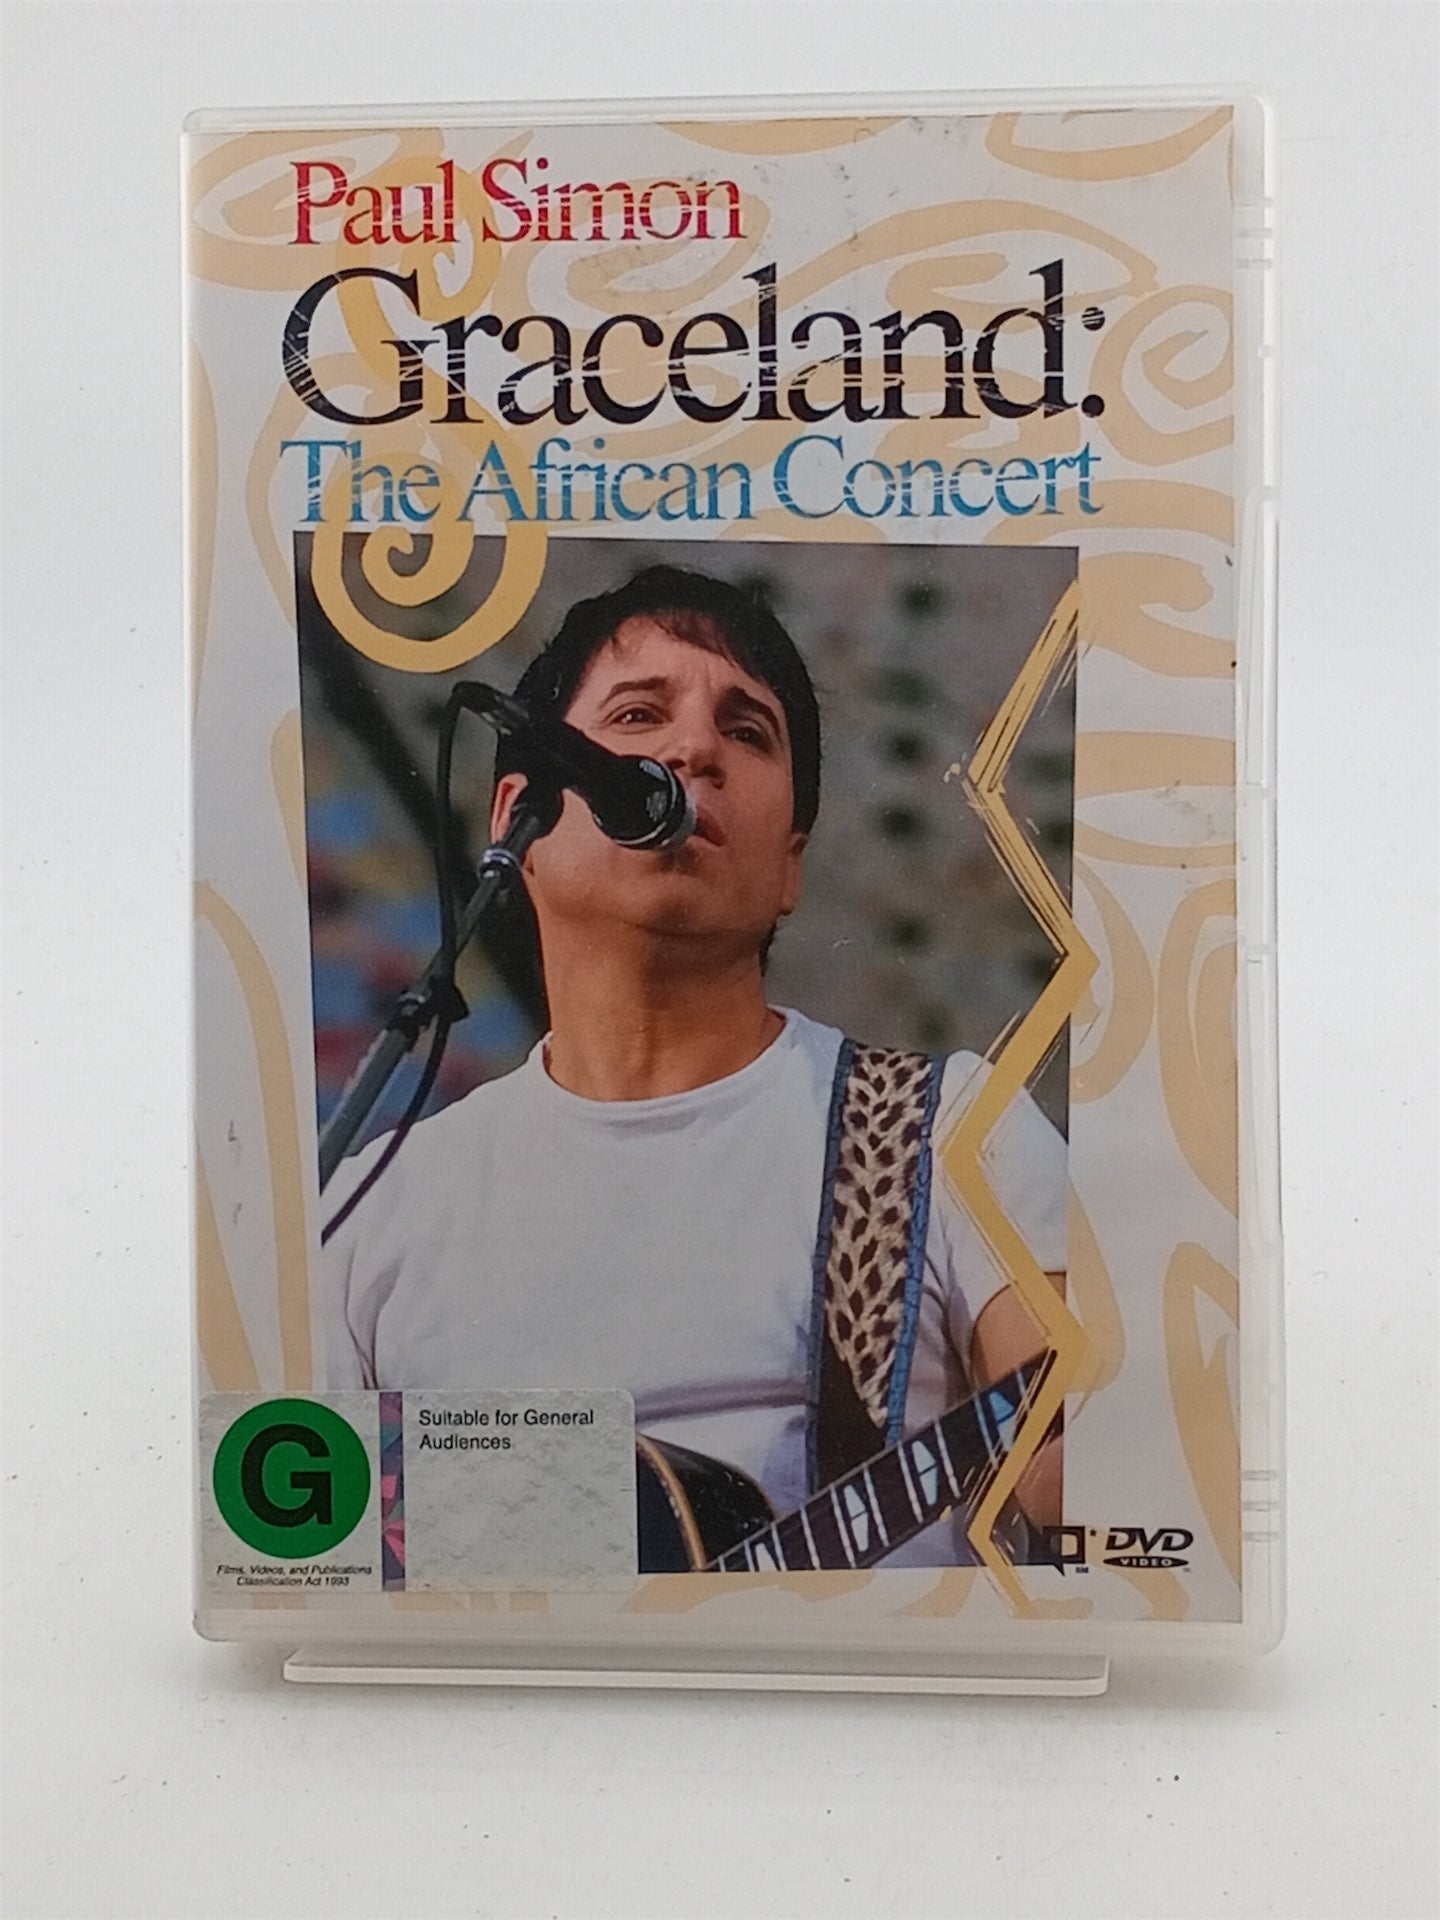 Paul Simon
Graceland:
The African Concert
G
Suitable for General
Audiences
Films, Videos, and Publications
Classification Act 1993
* DVD
SM
VIDEO